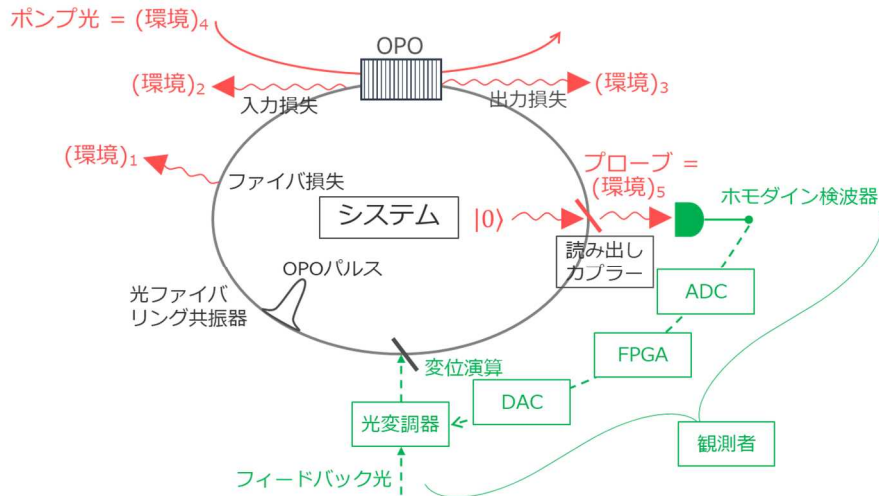 ポンプ光 = (環境)₄
OPO
(環境)₂
(環境)₃
入力損失
出力損失
(環境)₁
ファイバ損失
プローブ =
(環境)₅
ホモダイン検波器
システム
|0⟩
読み出し
カプラー
OPOパルス
光ファイバ
リング共振器
ADC
FPGA
変位演算
DAC
光変調器
観測者
フィードバック光